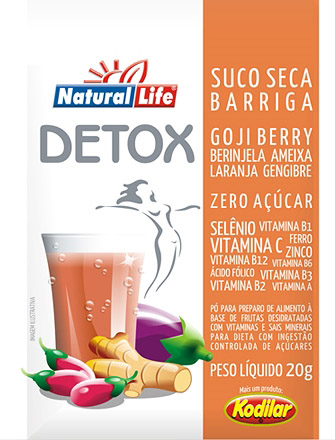 Natural Life®
DETOX
SUCO SECA
BARRIGA
GOJI BERRY
BERINJELA AMEIXA
LARANJA GENGIBRE
ZERO AÇÚCAR
SELÊNIO VITAMINA B1
VITAMINA C FERRO
ZINCO
VITAMINA B12 VITAMINA B6
ÁCIDO FÓLICO VITAMINA B3
VITAMINA B2 VITAMINA A
PÓ PARA PREPARO DE ALIMENTO À
BASE DE FRUTAS DESIDRATADAS
COM VITAMINAS E SAIS MINERAIS
PARA DIETA COM INGESTÃO
CONTROLADA DE AÇÚCARES
PESO LÍQUIDO 20g
Mais um produto:
Kodilar
IMAGEM ILUSTRATIVA